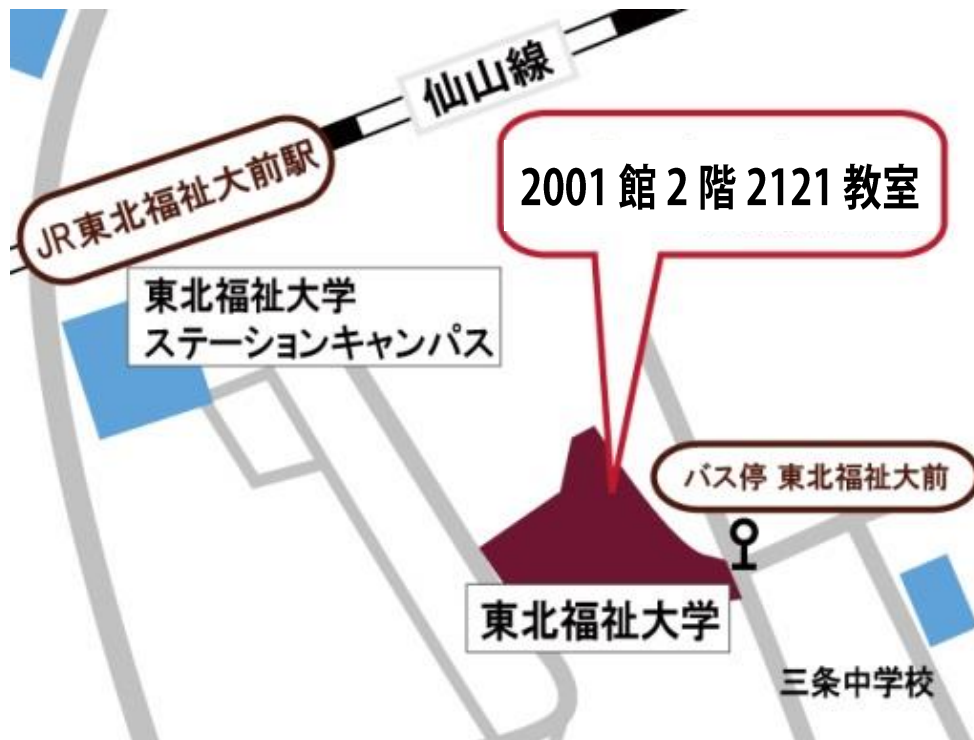 仙山線
JR東北福祉大前駅
2001 館 2 階 2121 教室
東北福祉大学
ステーションキャンパス
バス停 東北福祉大前
東北福祉大学
三条中学校